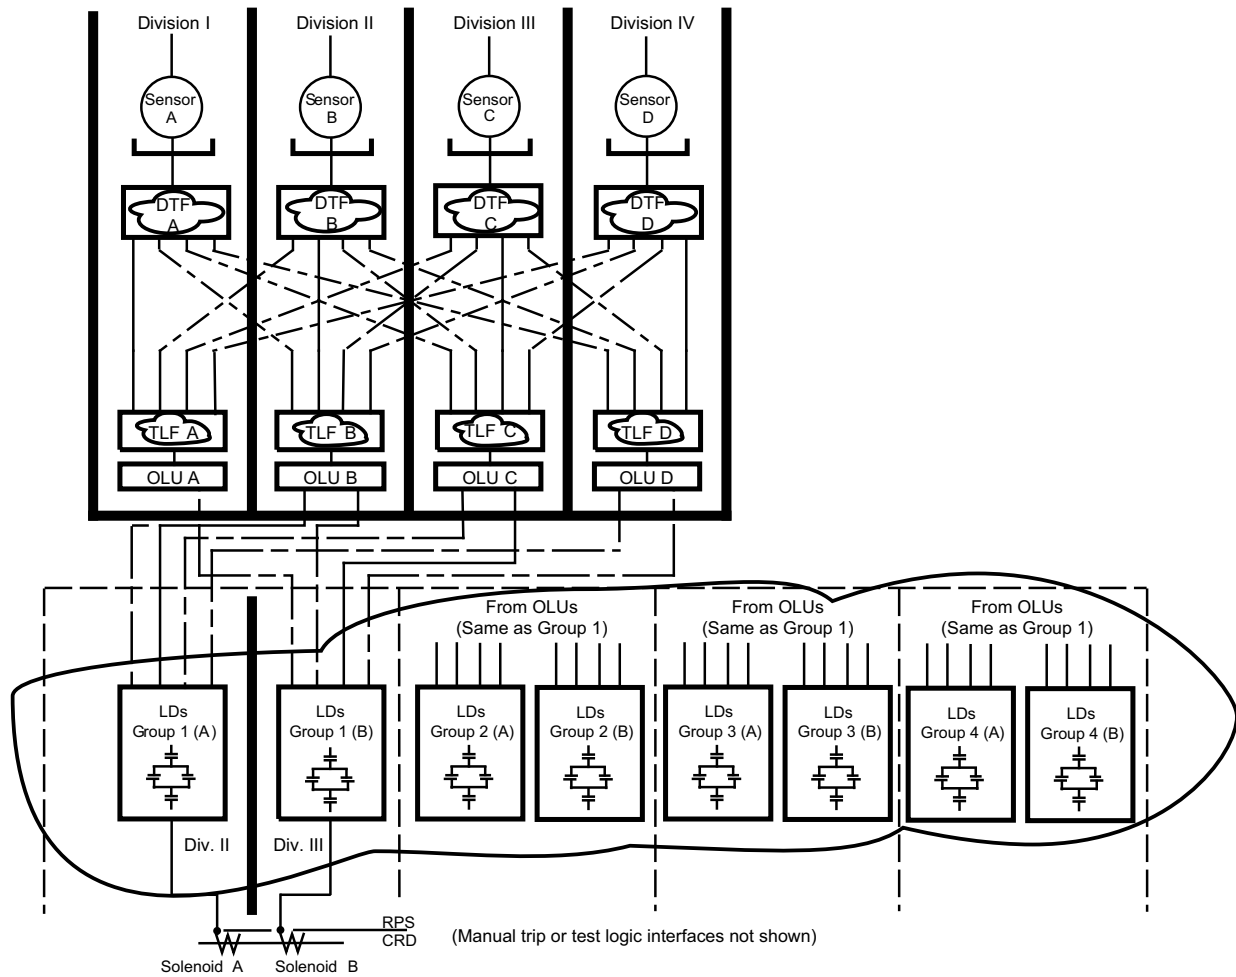 Division I
Division II
Division III
Division IV
Sensor
A
Sensor
B
Sensor
C
Sensor
D
DTF
A
DTF
B
DTF
C
DTF
D
TLF A
TLF B
TLF C
TLF D
OLU A
OLU B
OLU C
OLU D
From OLUs
(Same as Group 1)
From OLUs
(Same as Group 1)
From OLUs
(Same as Group 1)
LDs
Group 1 (A)
LDs
Group 1 (B)
LDs
Group 2 (A)
LDs
Group 2 (B)
LDs
Group 3 (A)
LDs
Group 3 (B)
LDs
Group 4 (A)
LDs
Group 4 (B)
Div. II
Div. III
RPS
CRD
(Manual trip or test logic interfaces not shown)
Solenoid A
Solenoid B